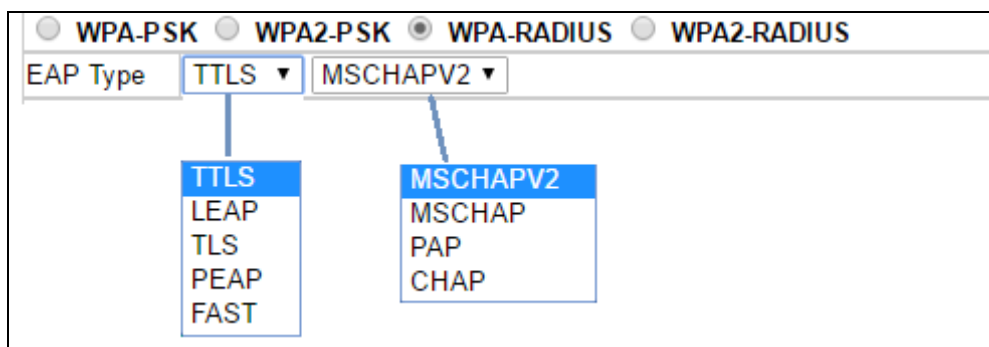 WPA-PSK WPA2-PSK WPA-RADIUS WPA2-RADIUS
EAP Type TTLS MSCHAPV2
TTLS
LEAP
TLS
PEAP
FAST
MSCHAPV2
MSCHAP
PAP
CHAP